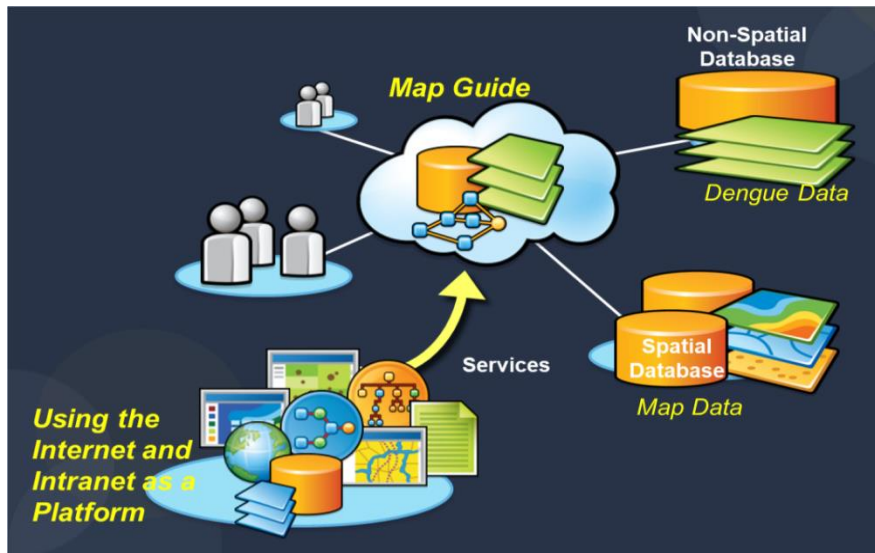 Non-Spatial
Database
Map Guide
Dengue Data
Services
Spatial
Database
Map Data
Using the
Internet and
Intranet as a
Platform